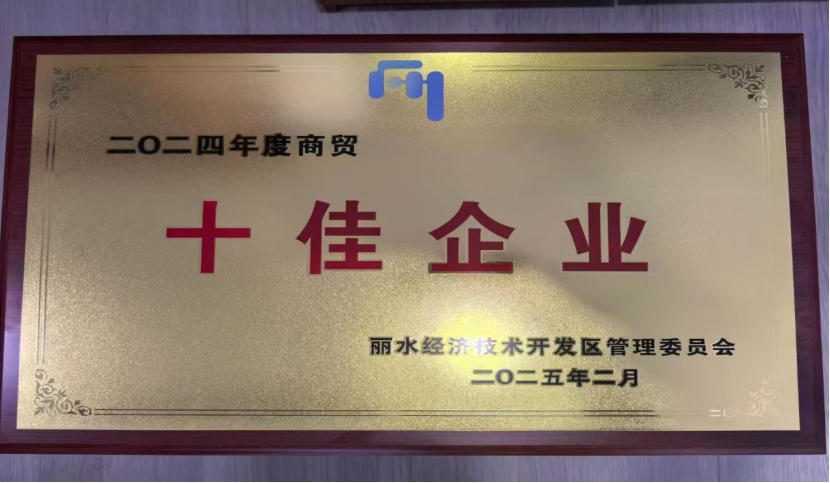 二〇二四年度商贸
十佳企业
丽水经济技术开发区管理委员会
二〇二五年二月